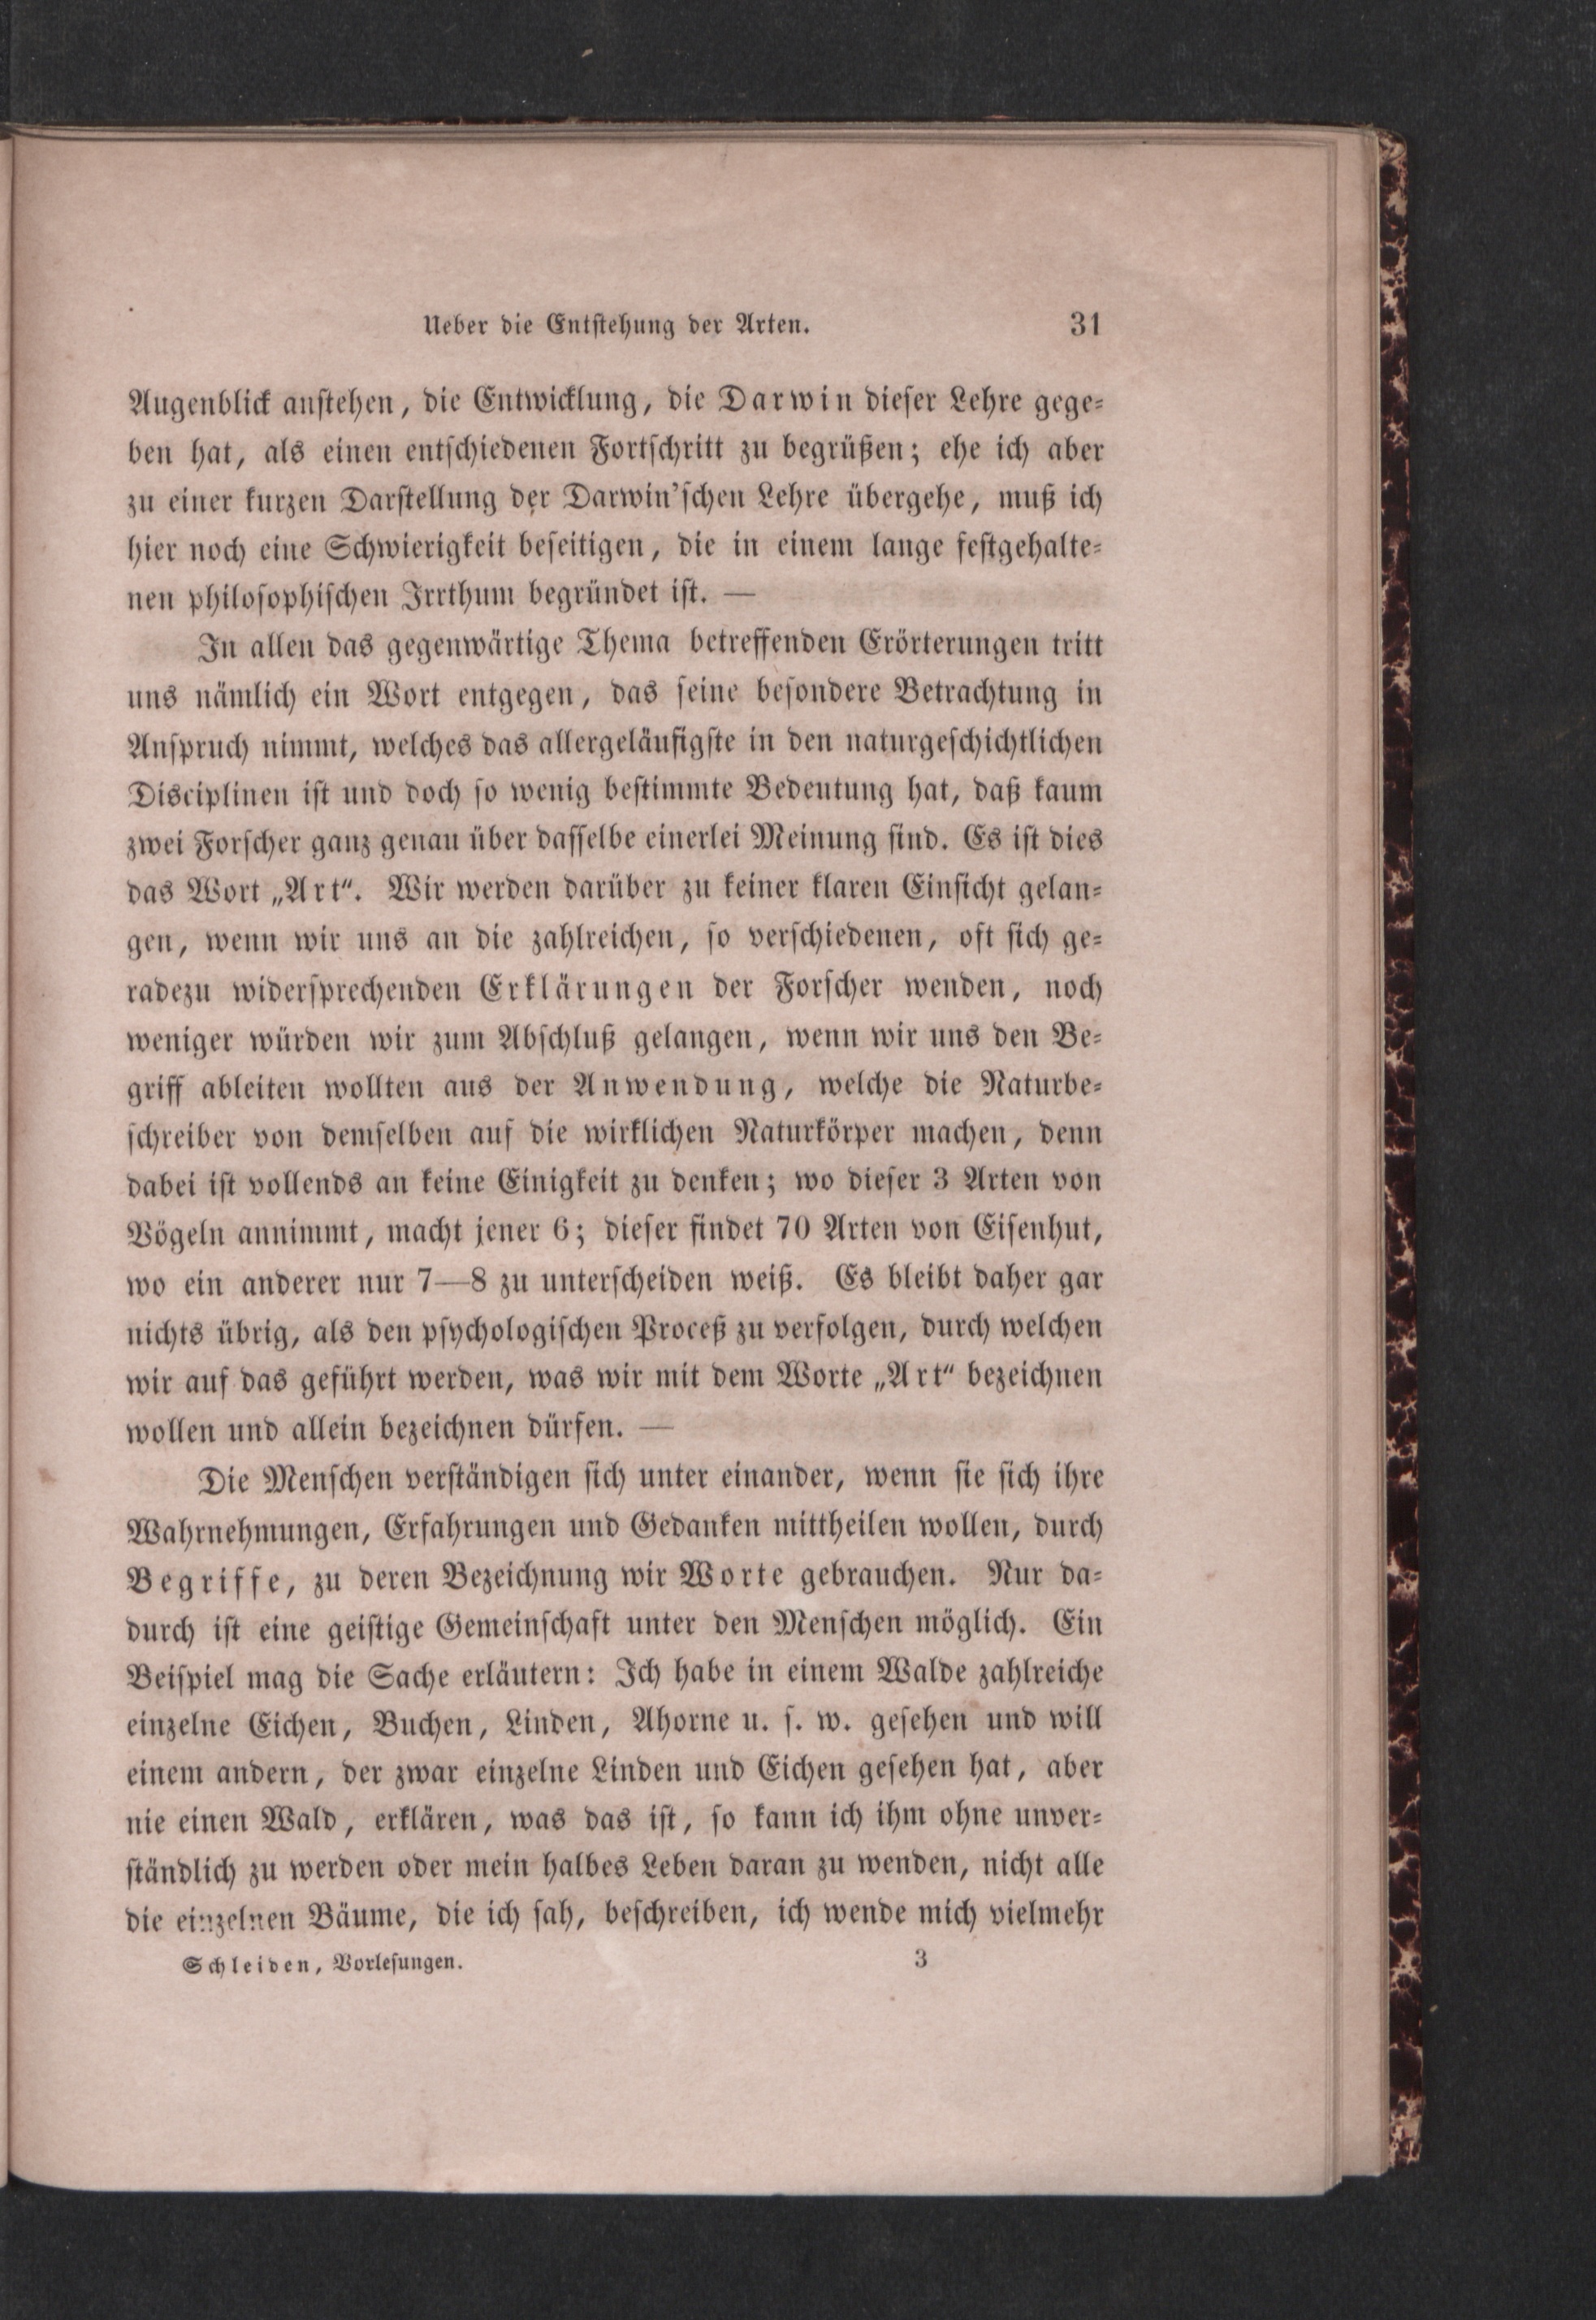 Ueber die Entstehung der Arten. 31
Augenblick anstehen, die Entwicklung, die Darwin dieser Lehre gege-
ben hat, als einen entschiedenen Fortschritt zu begrüßen; ehe ich aber
zu einer kurzen Darstellung der Darwin'schen Lehre übergehe, muß ich
hier noch eine Schwierigkeit beseitigen, die in einem lange festgehalte-
nen philosophischen Irrthum begründet ist. —
In allen das gegenwärtige Thema betreffenden Erörterungen tritt
uns nämlich ein Wort entgegen, das seine besondere Betrachtung in
Anspruch nimmt, welches das allergeläufigste in den naturgeschichtlichen
Disciplinen ist und doch so wenig bestimmte Bedeutung hat, daß kaum
zwei Forscher ganz genau über dasselbe einerlei Meinung sind. Es ist dies
das Wort „Art“. Wir werden darüber zu keiner klaren Einsicht gelan-
gen, wenn wir uns an die zahlreichen, so verschiedenen, oft sich ge-
radezu widersprechenden Erklärungen der Forscher wenden, noch
weniger würden wir zum Abschluß gelangen, wenn wir uns den Be-
griff ableiten wollten aus der Anwendung, welche die Naturbe-
schreiber von demselben auf die wirklichen Naturkörper machen, denn
dabei ist vollends an keine Einigkeit zu denken; wo dieser 3 Arten von
Vögeln annimmt, macht jener 6; dieser findet 70 Arten von Eisenhut,
wo ein anderer nur 7—8 zu unterscheiden weiß. Es bleibt daher gar
nichts übrig, als den psychologischen Proceß zu verfolgen, durch welchen
wir auf das geführt werden, was wir mit dem Worte „Art“ bezeichnen
wollen und allein bezeichnen dürfen. —
Die Menschen verständigen sich unter einander, wenn sie sich ihre
Wahrnehmungen, Erfahrungen und Gedanken mittheilen wollen, durch
Begriffe, zu deren Bezeichnung wir Worte gebrauchen. Nur da-
durch ist eine geistige Gemeinschaft unter den Menschen möglich. Ein
Beispiel mag die Sache erläutern: Ich habe in einem Walde zahlreiche
einzelne Eichen, Buchen, Linden, Ahorne u. s. w. gesehen und will
einem andern, der zwar einzelne Linden und Eichen gesehen hat, aber
nie einen Wald, erklären, was das ist, so kann ich ihm ohne unver-
ständlich zu werden oder mein halbes Leben daran zu wenden, nicht alle
die einzelnen Bäume, die ich sah, beschreiben, ich wende mich vielmehr
Schleiden, Vorlesungen. 3